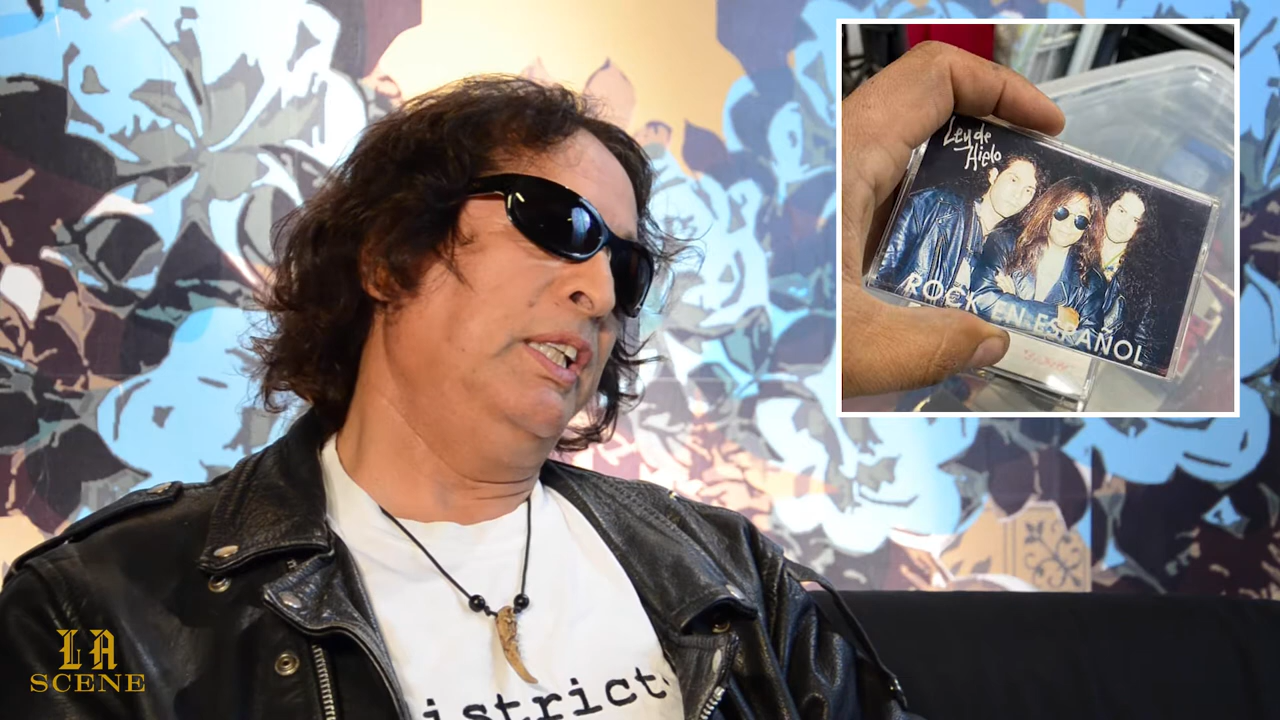 Ley de
Hielo
ROCK EN ESPAÑOL
istrict
LA
SCENE